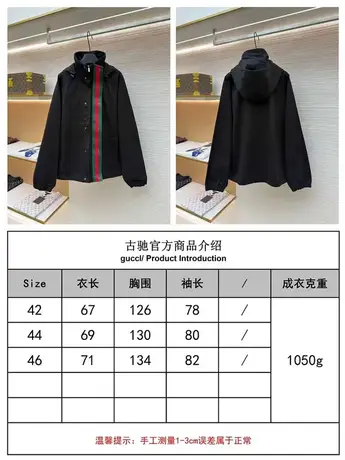 古驰官方商品介绍
gucci/ Product Introduction
Size 衣长 胸围 袖长 / 成衣克重
42 67 126 78 /
44 69 130 80 /
46 71 134 82 /
1050g
温馨提示：手工测量1-3cm误差属于正常